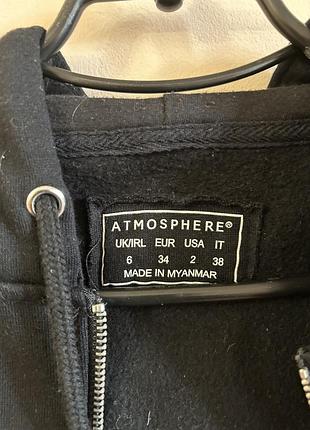 ATMOSPHERE®
UK/IRL EUR USA IT
6 34 2 38
MADE IN MYANMAR